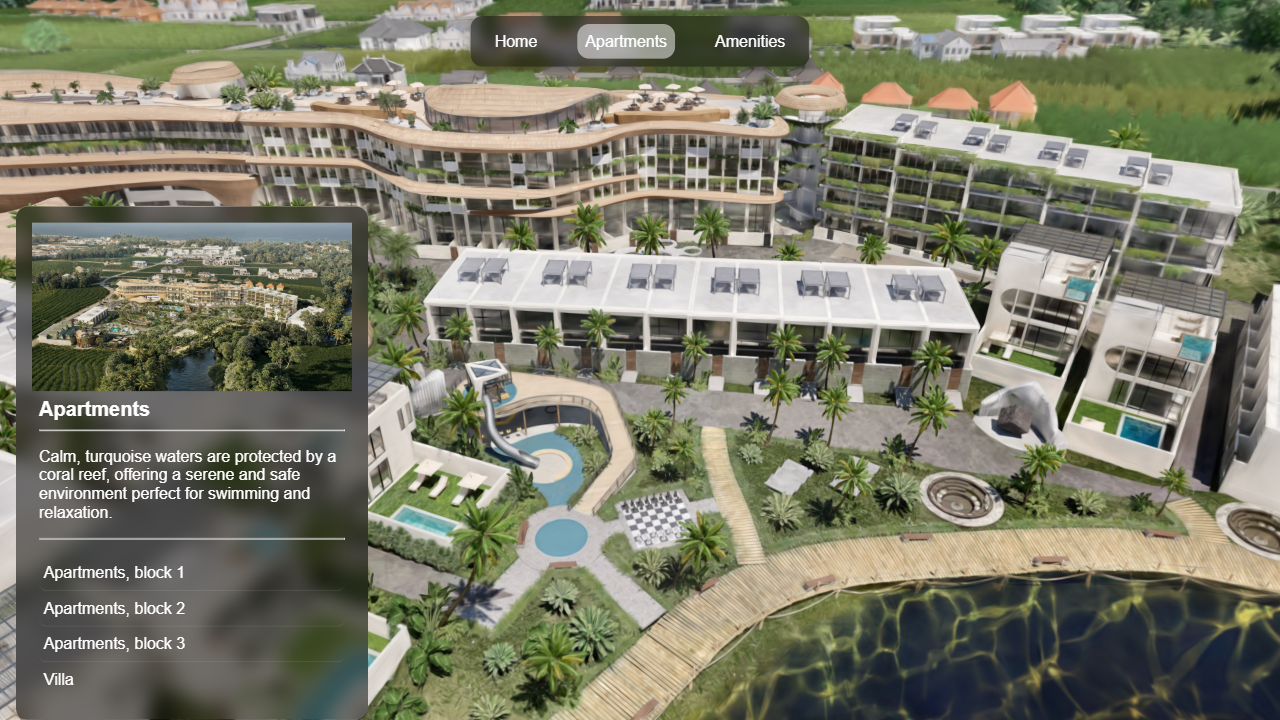 Home
Apartments
Amenities
Apartments
Calm, turquoise waters are protected by a
coral reef, offering a serene and safe
environment perfect for swimming and
relaxation.
Apartments, block 1
Apartments, block 2
Apartments, block 3
Villa